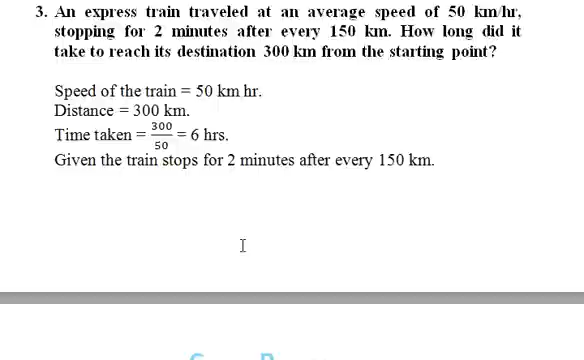 3. An express train traveled at an average speed of 50 km/hr,
stopping for 2 minutes after every 150 km. How long did it
take to reach its destination 300 km from the starting point?
Speed of the train = 50 km hr.
Distance = 300 km.
Time taken = 300/50 = 6 hrs.
Given the train stops for 2 minutes after every 150 km.